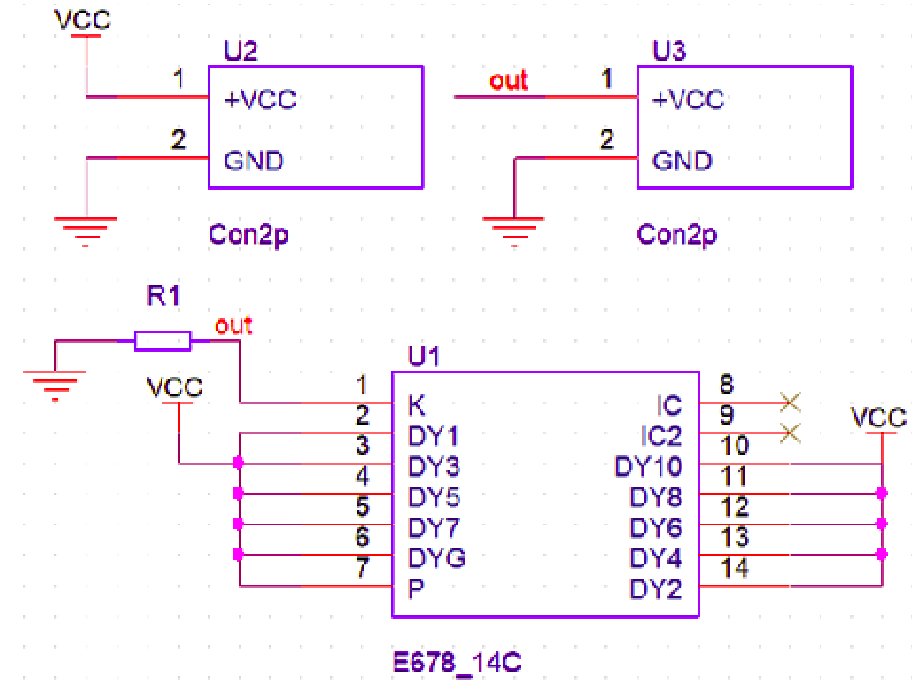 VCC
U2
1 +VCC
2 GND
Con2p
U3
out 1 +VCC
2 GND
Con2p
R1
out
VCC
U1
1 K
2 DY1
3 DY3
4 DY5
5 DY7
6 DYG
7 P
IC 8
IC2 9
DY10 10
DY8 11
DY6 12
DY4 13
DY2 14
VCC
E678_14C